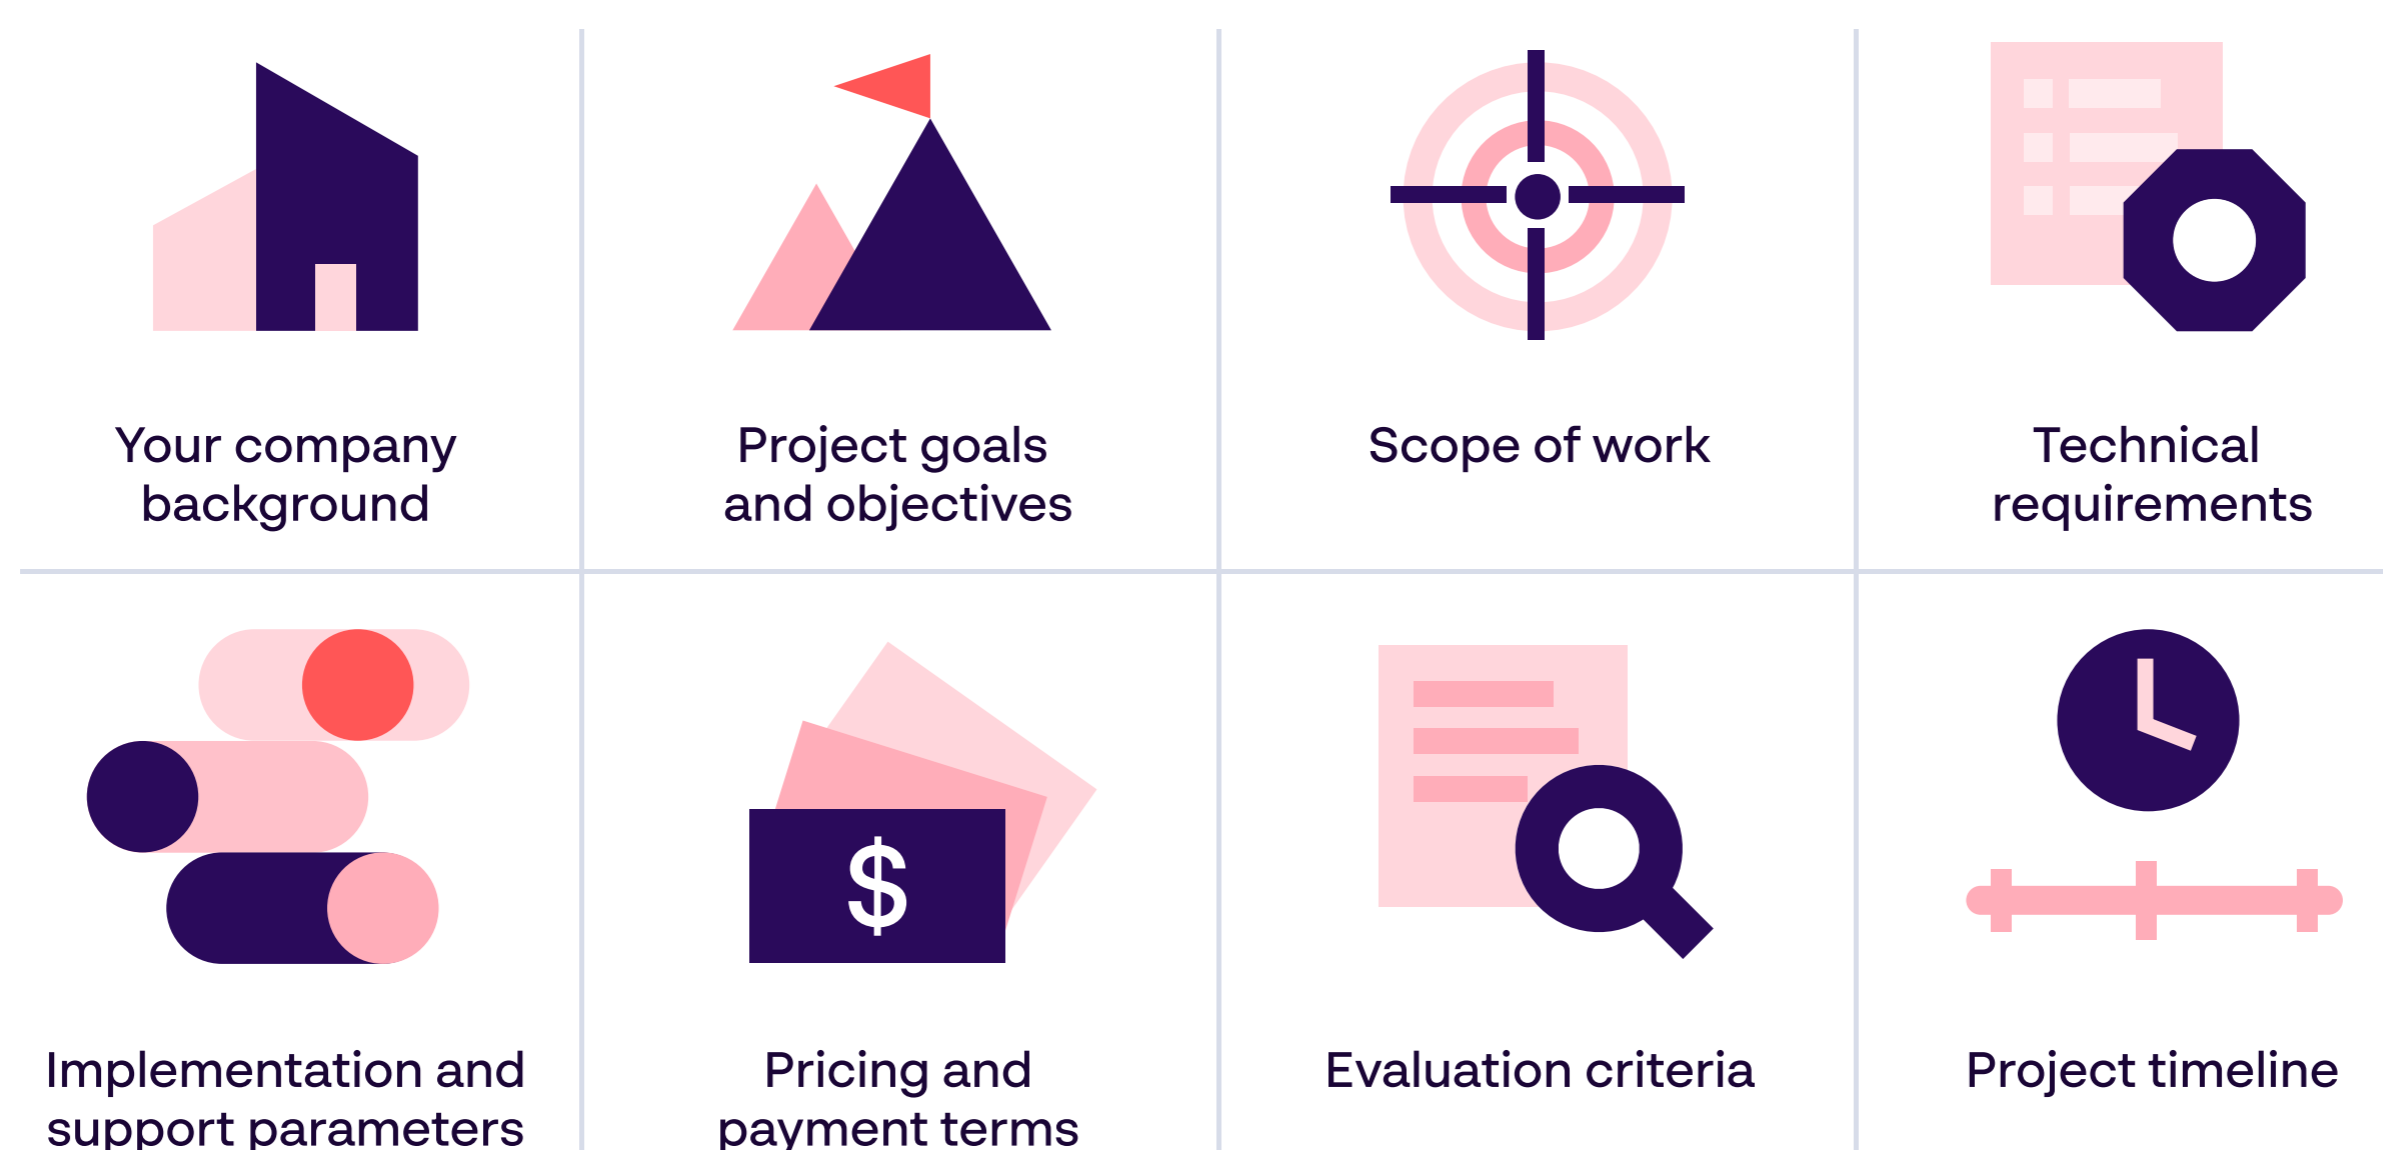 Your company
background
Project goals
and objectives
Scope of work
Technical
requirements
$
Implementation and
support parameters
Pricing and
payment terms
Evaluation criteria
Project timeline